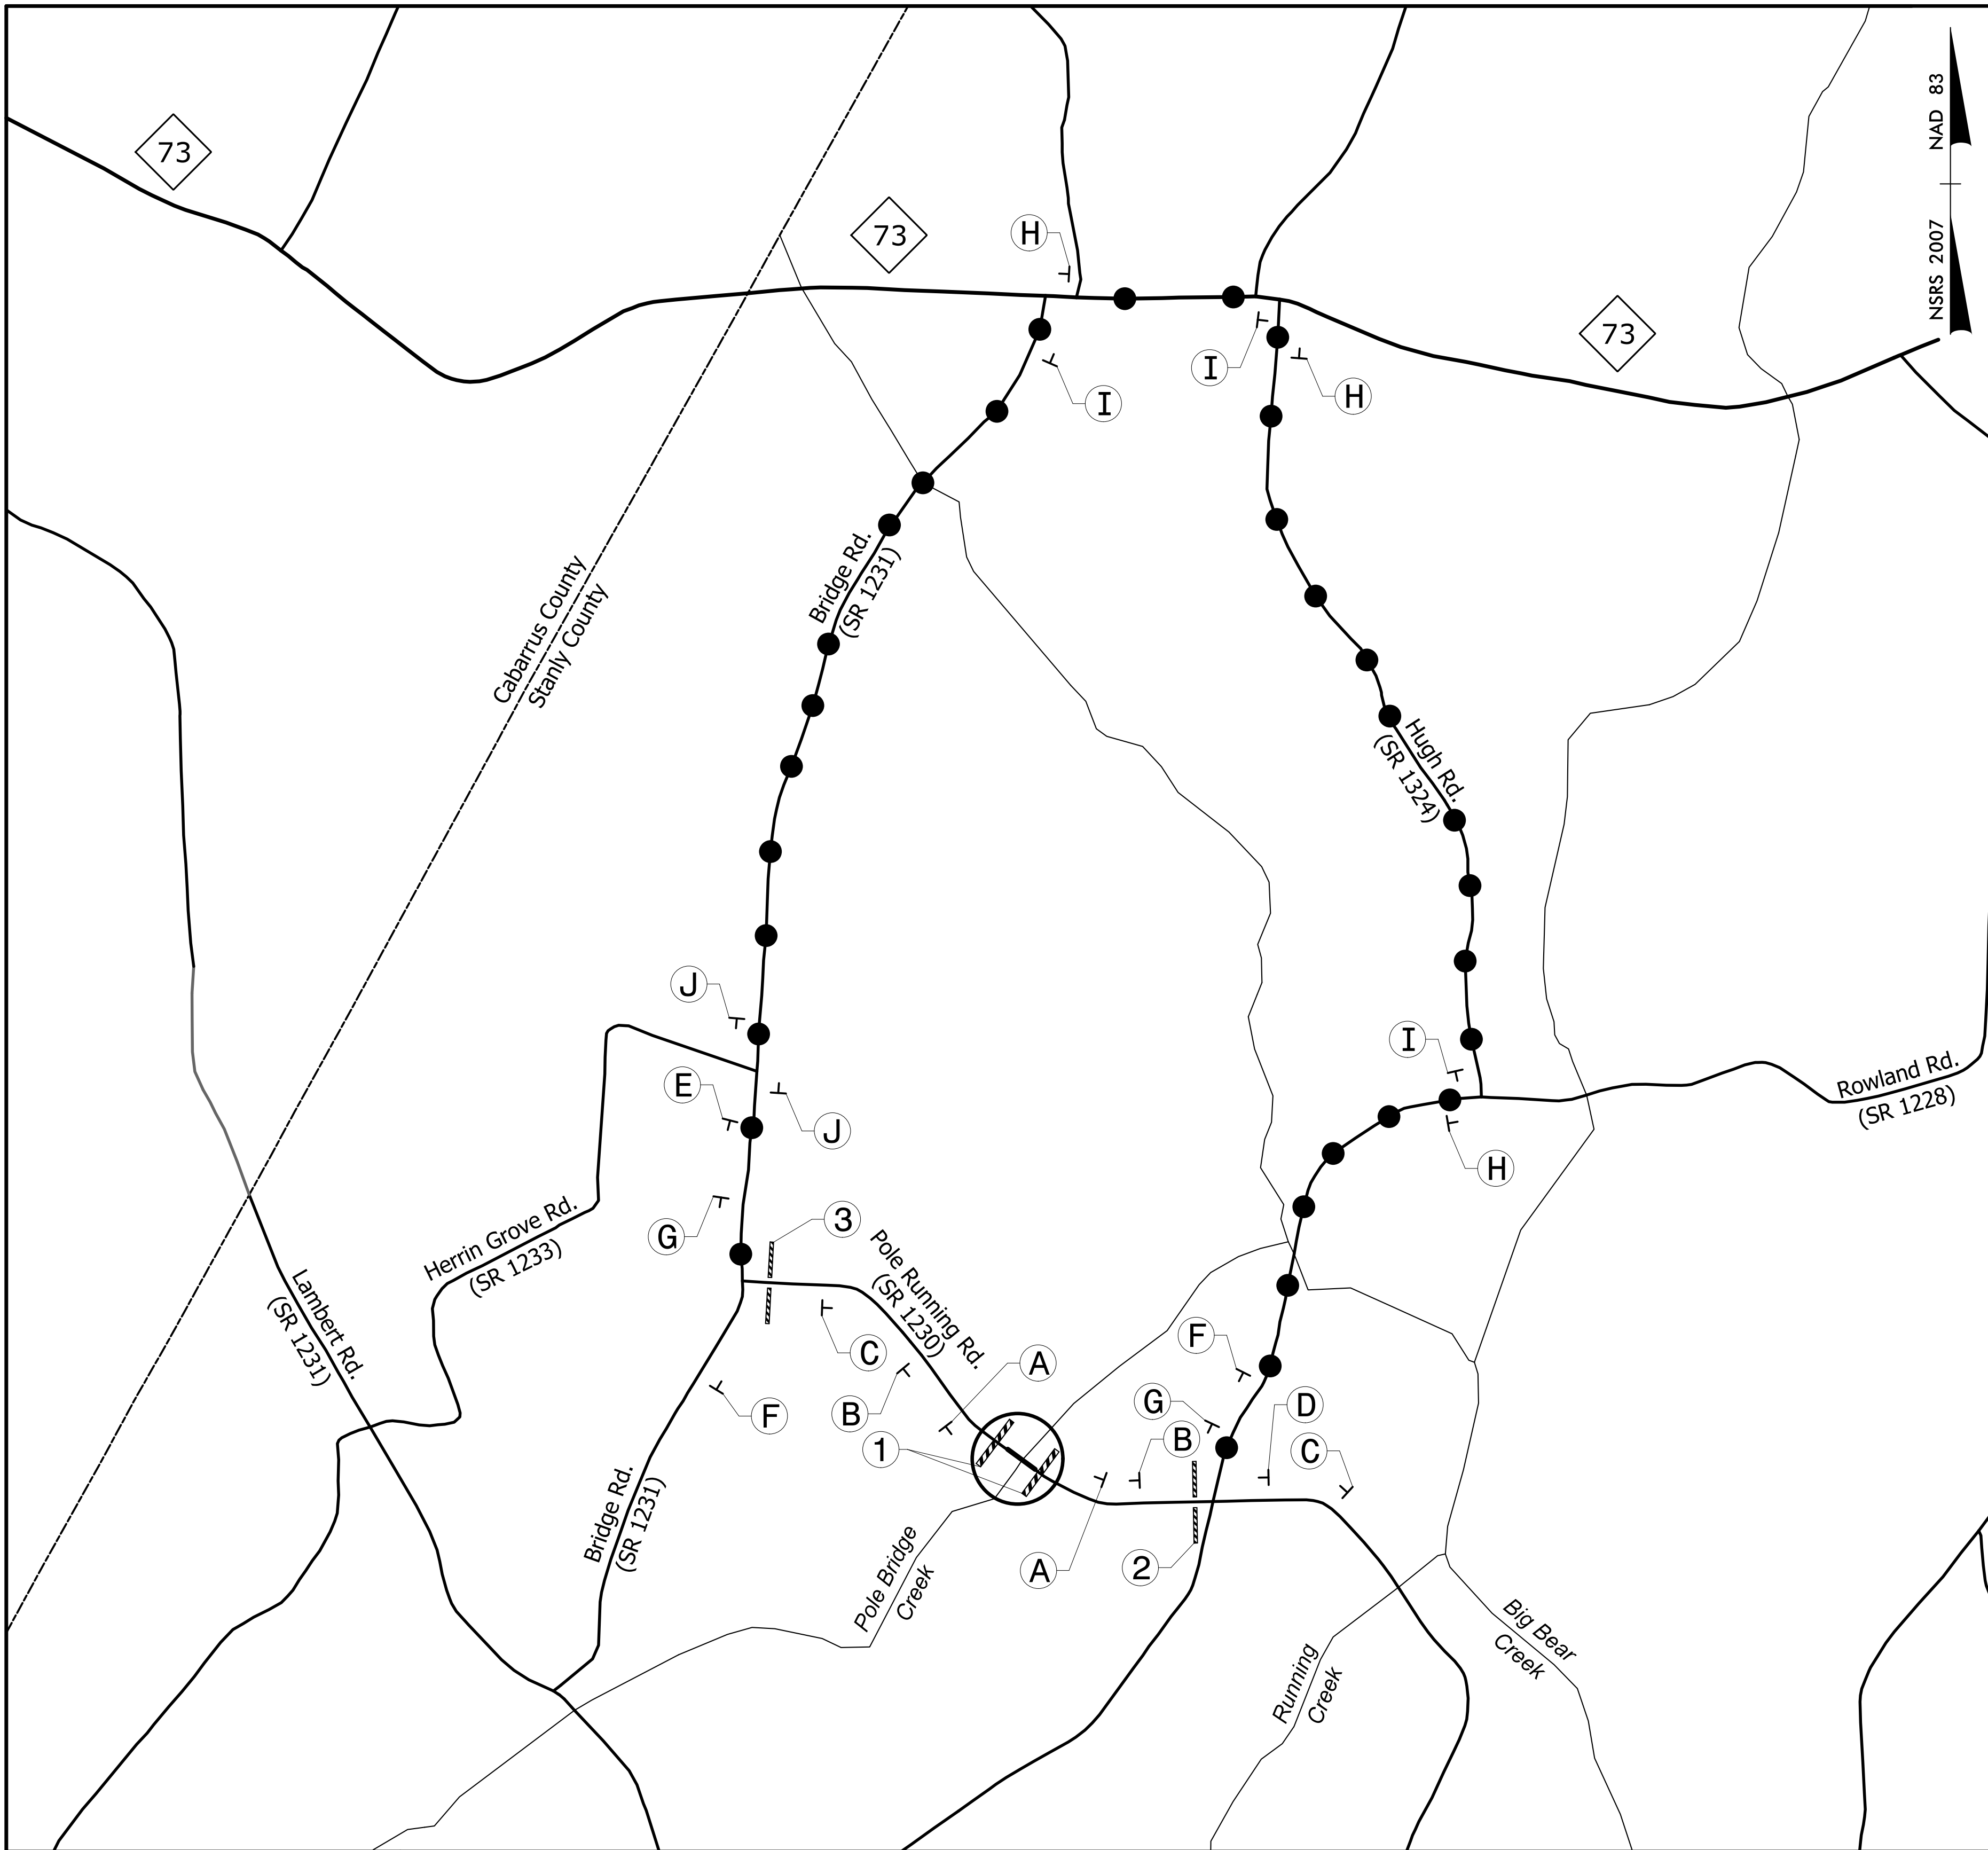 NAD 83
NSRS 2007
73
73
73
H
I
I
H
Bridge Rd.
(SR 1231)
Cabarrus County
Stanly County
Hugh Rd.
(SR 1324)
J
E
J
I
H
Rowland Rd.
(SR 1228)
G
3
Herrin Grove Rd.
(SR 1233)
Pole Running Rd.
(SR 1230)
Lambert Rd.
(SR 1231)
C
F
A
B
F
G
D
B
C
1
Bridge Rd.
(SR 1231)
A
2
Pole Bridge
Creek
Running
Creek
Big Bear
Creek